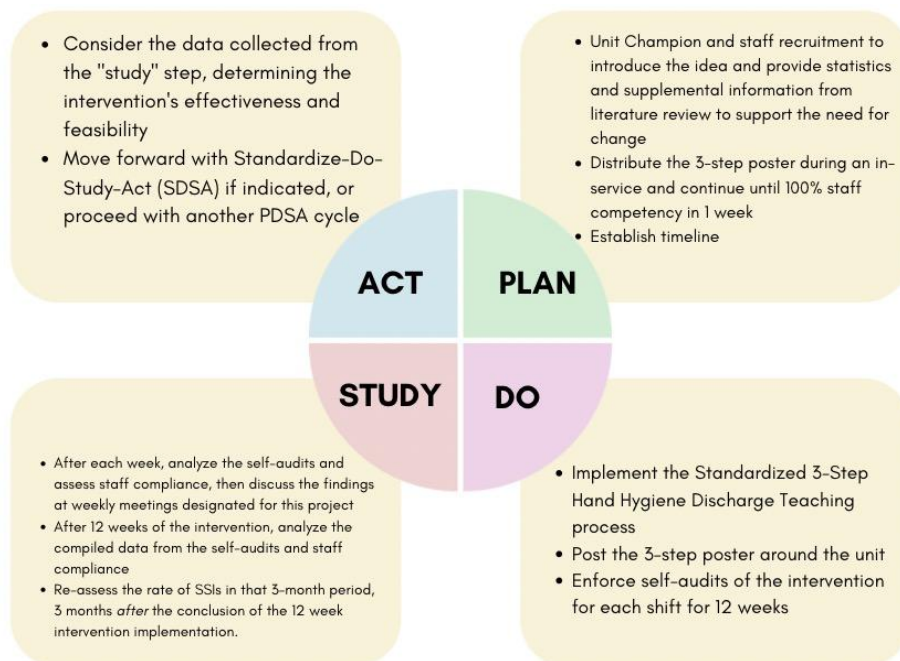 • Consider the data collected from
the "study" step, determining the
intervention's effectiveness and
feasibility
• Move forward with Standardize-Do-
Study-Act (SDSA) if indicated, or
proceed with another PDSA cycle
• Unit Champion and staff recruitment to
introduce the idea and provide statistics
and supplemental information from
literature review to support the need for
change
• Distribute the 3-step poster during an in-
service and continue until 100% staff
competency in 1 week
• Establish timeline
ACT
PLAN
STUDY
DO
• After each week, analyze the self-audits and
assess staff compliance, then discuss the findings
at weekly meetings designated for this project
• After 12 weeks of the intervention, analyze the
compiled data from the self-audits and staff
compliance
• Re-assess the rate of SSIs in that 3-month period,
3 months after the conclusion of the 12 week
intervention implementation.
• Implement the Standardized 3-Step
Hand Hygiene Discharge Teaching
process
• Post the 3-step poster around the unit
• Enforce self-audits of the intervention
for each shift for 12 weeks